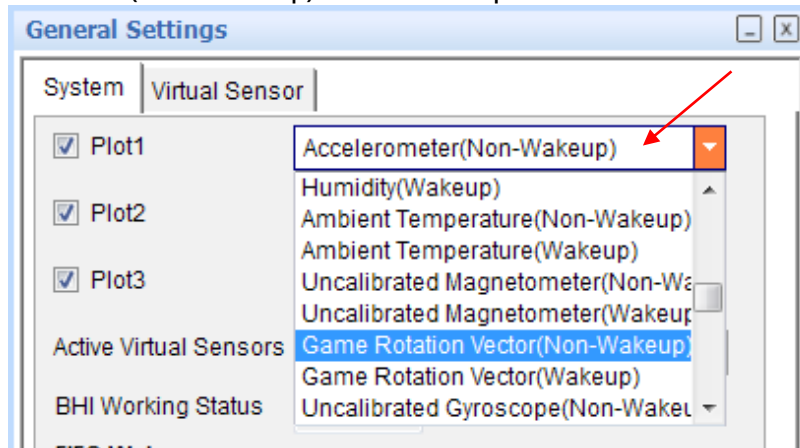 General Settings
System Virtual Sensor
Plot1 Accelerometer(Non-Wakeup)
Humidity(Wakeup)
Plot2 Ambient Temperature(Non-Wakeup)
Ambient Temperature(Wakeup)
Plot3 Uncalibrated Magnetometer(Non-Wa
Uncalibrated Magnetometer(Wakeup
Active Virtual Sensors Game Rotation Vector(Non-Wakeup)
Game Rotation Vector(Wakeup)
BHI Working Status Uncalibrated Gyroscope(Non-Wakeu